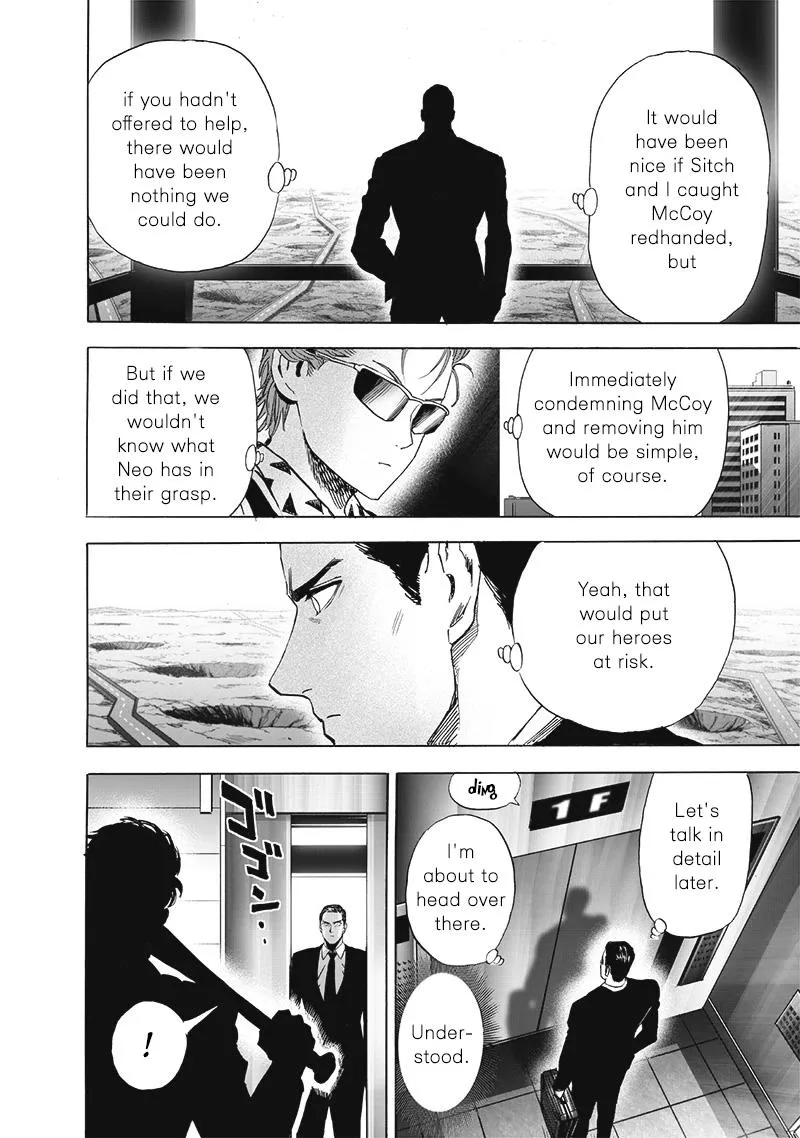 It would
have been
nice if Sitch
and I caught
McCoy
redhanded,
but
if you hadn't
offered to help,
there would
have been
nothing we
could do.
Immediately
condemning McCoy
and removing him
would be simple,
of course.
But if we
did that, we
wouldn't
know what
Neo has in
their grasp.
Yeah, that
would put
our heroes
at risk.
Let's
talk in
detail
later.
ding
1F
I'm
about to
head over
there.
Under-
stood.
ゴゴン・・
!